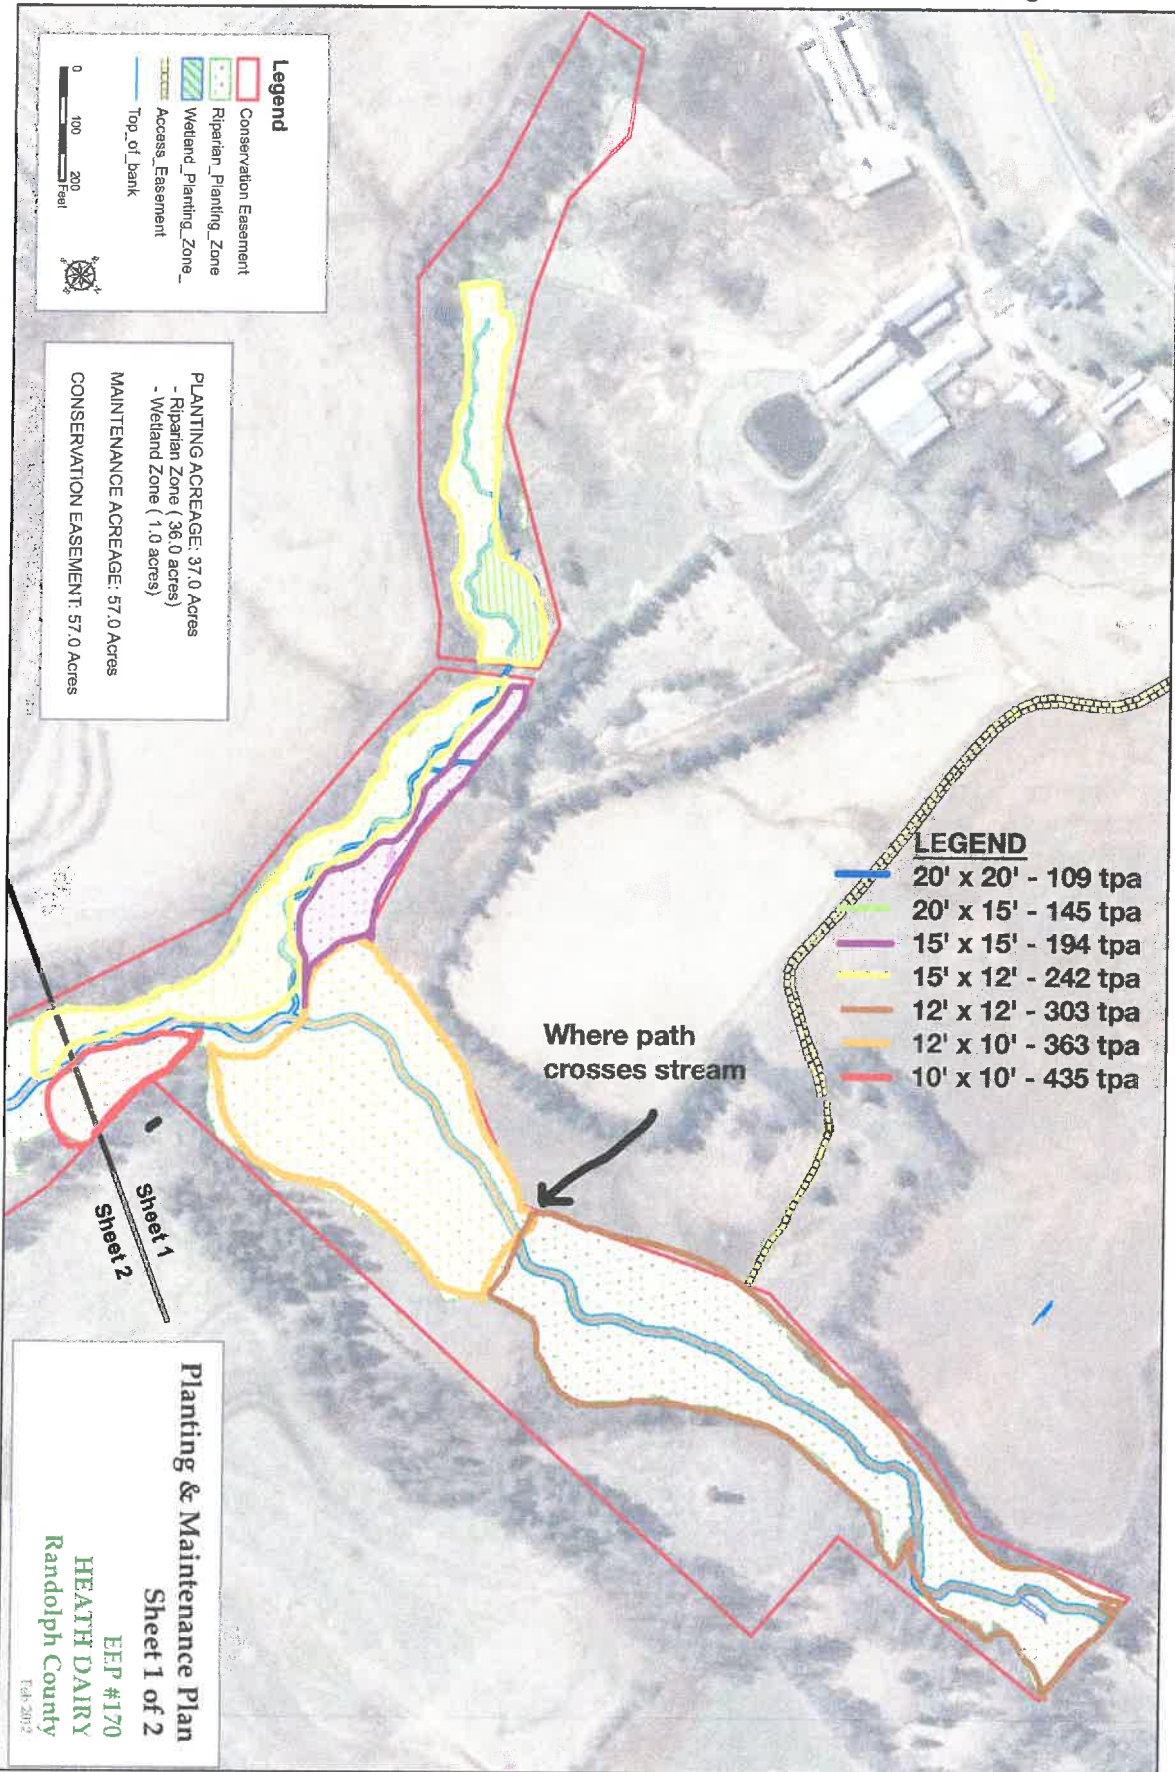 Legend
Conservation Easement
Riparian_Planting_Zone
Wetland_Planting_Zone_
Access_Easement
Top_of_bank
0 100 200
Feet
PLANTING ACREAGE: 37.0 Acres
- Riparian Zone ( 36.0 acres)
- Wetland Zone ( 1.0 acres)
MAINTENANCE ACREAGE: 57.0 Acres
CONSERVATION EASEMENT: 57.0 Acres
LEGEND
20' x 20' - 109 tpa
20' x 15' - 145 tpa
15' x 15' - 194 tpa
15' x 12' - 242 tpa
12' x 12' - 303 tpa
12' x 10' - 363 tpa
10' x 10' - 435 tpa
Where path
crosses stream
Sheet 1
Sheet 2
Planting & Maintenance Plan
Sheet 1 of 2
EEP #170
HEATH DAIRY
Randolph County
Feb 2012